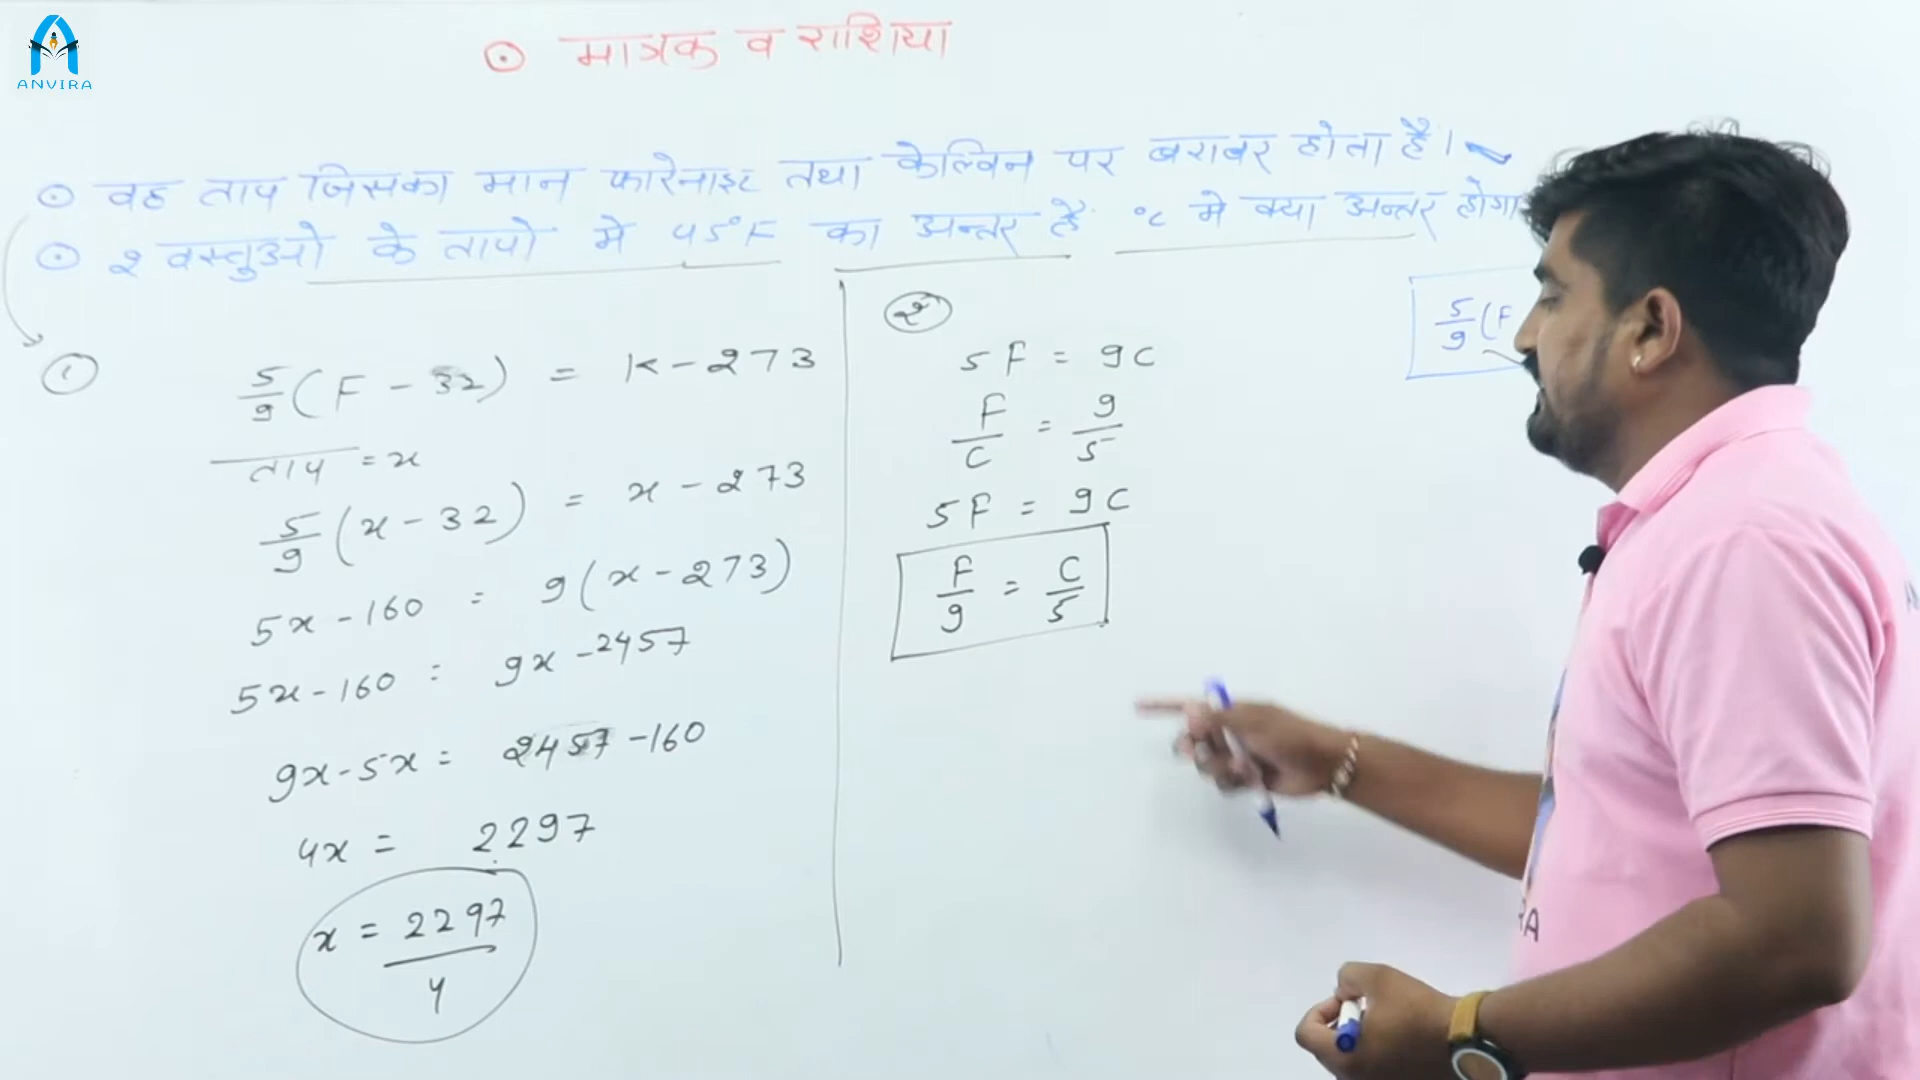 ANVIRA
⊙ मात्रक व राशिया
⊙ वह ताप जिसका मान फारेनाइट तथा केल्विन पर बराबर होता है।
⊙ 2 वस्तुओ के तापो मे 45°F का अन्तर है °C मे क्या अन्तर होगा
①
5/9 (F - 32) = K - 273
ताप = x
5/9 (x - 32) = x - 273
5x - 160 = 9(x - 273)
5x - 160 = 9x - 2457
9x - 5x = 2457 - 160
4x = 2297
x = 2297/4
②
5F = 9C
F/C = 9/5
5F = 9C
F/9 = C/5
5/9 (F